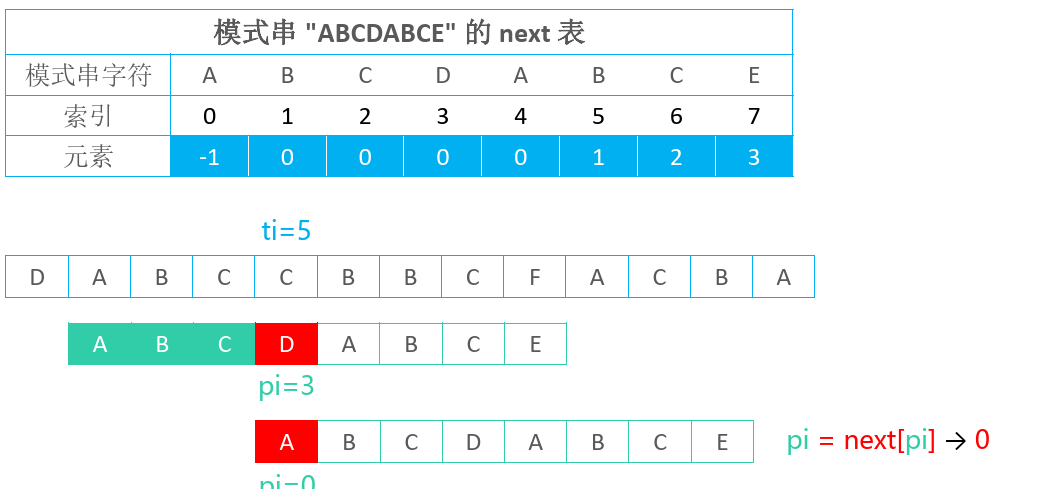 模式串 "ABCDABCE" 的 next 表
模式串字符 A B C D A B C E
索引 0 1 2 3 4 5 6 7
元素 -1 0 0 0 0 1 2 3
ti=5
D A B C C B B C F A C B A
A B C D A B C E
pi=3
A B C D A B C E pi = next[pi] → 0
pi=0